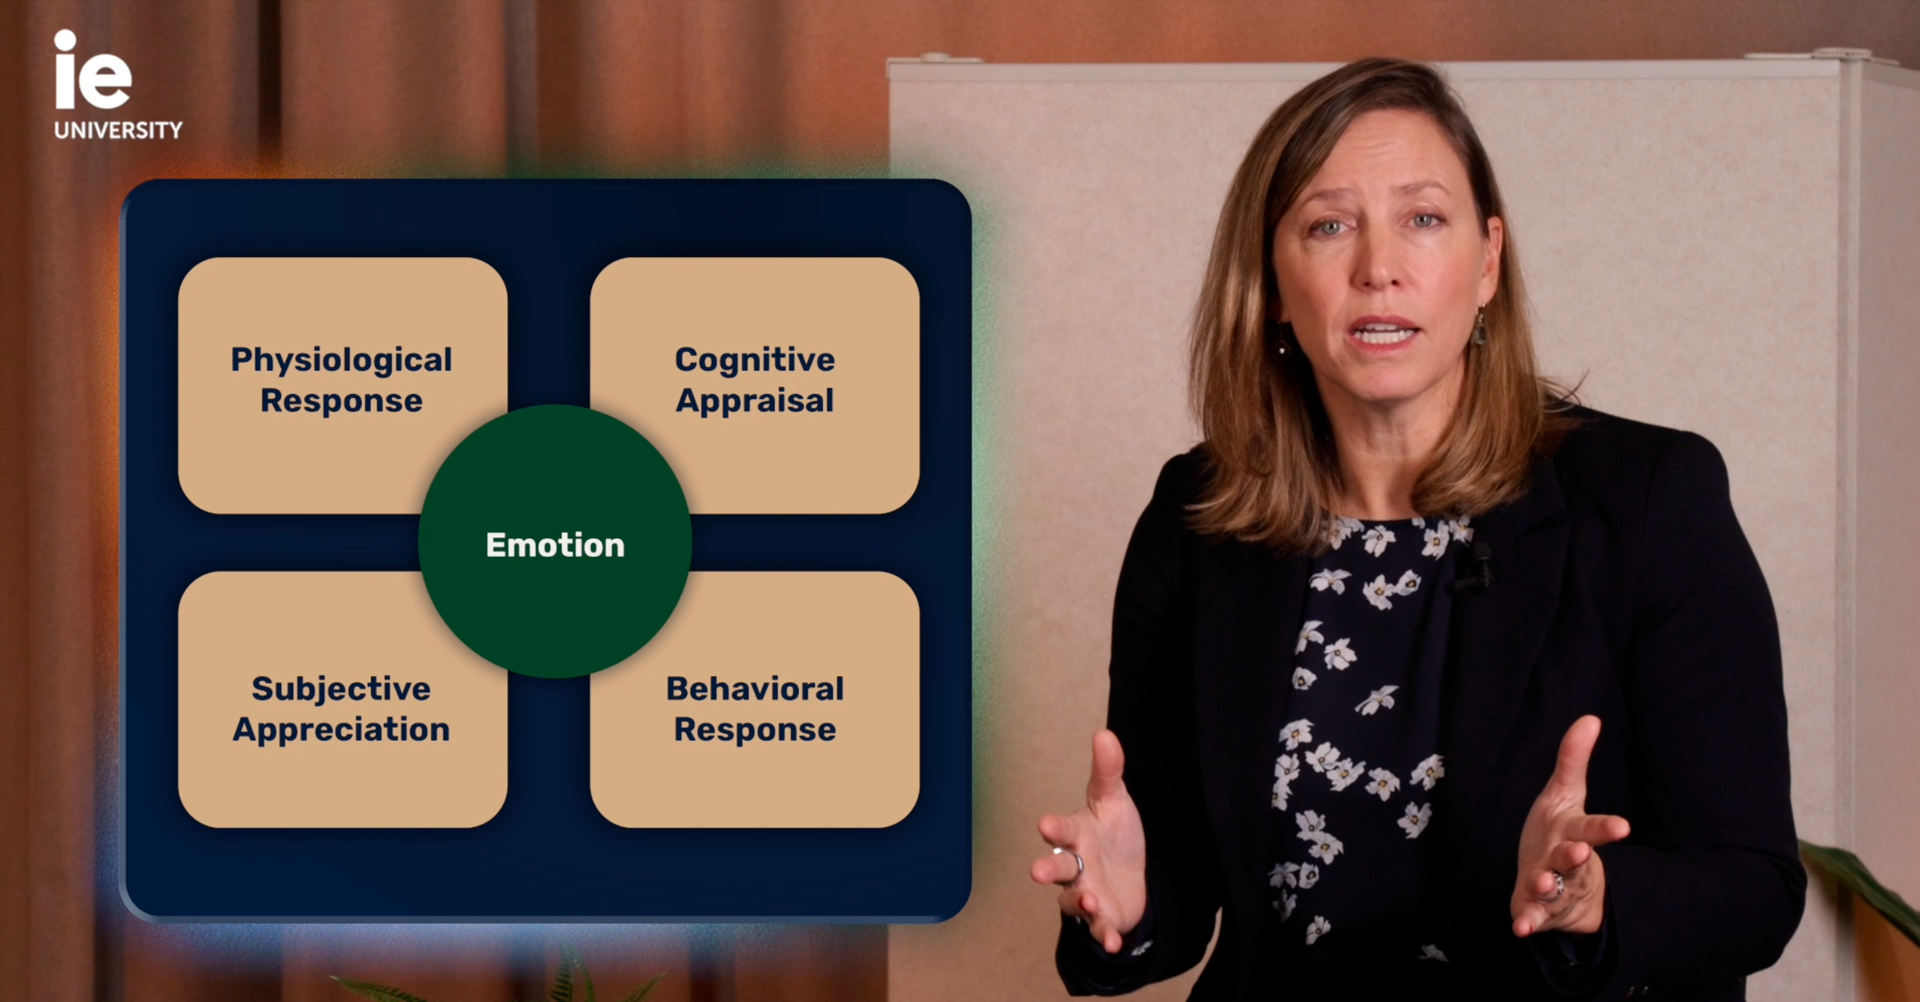 ie
UNIVERSITY
Physiological
Response
Cognitive
Appraisal
Emotion
Subjective
Appreciation
Behavioral
Response